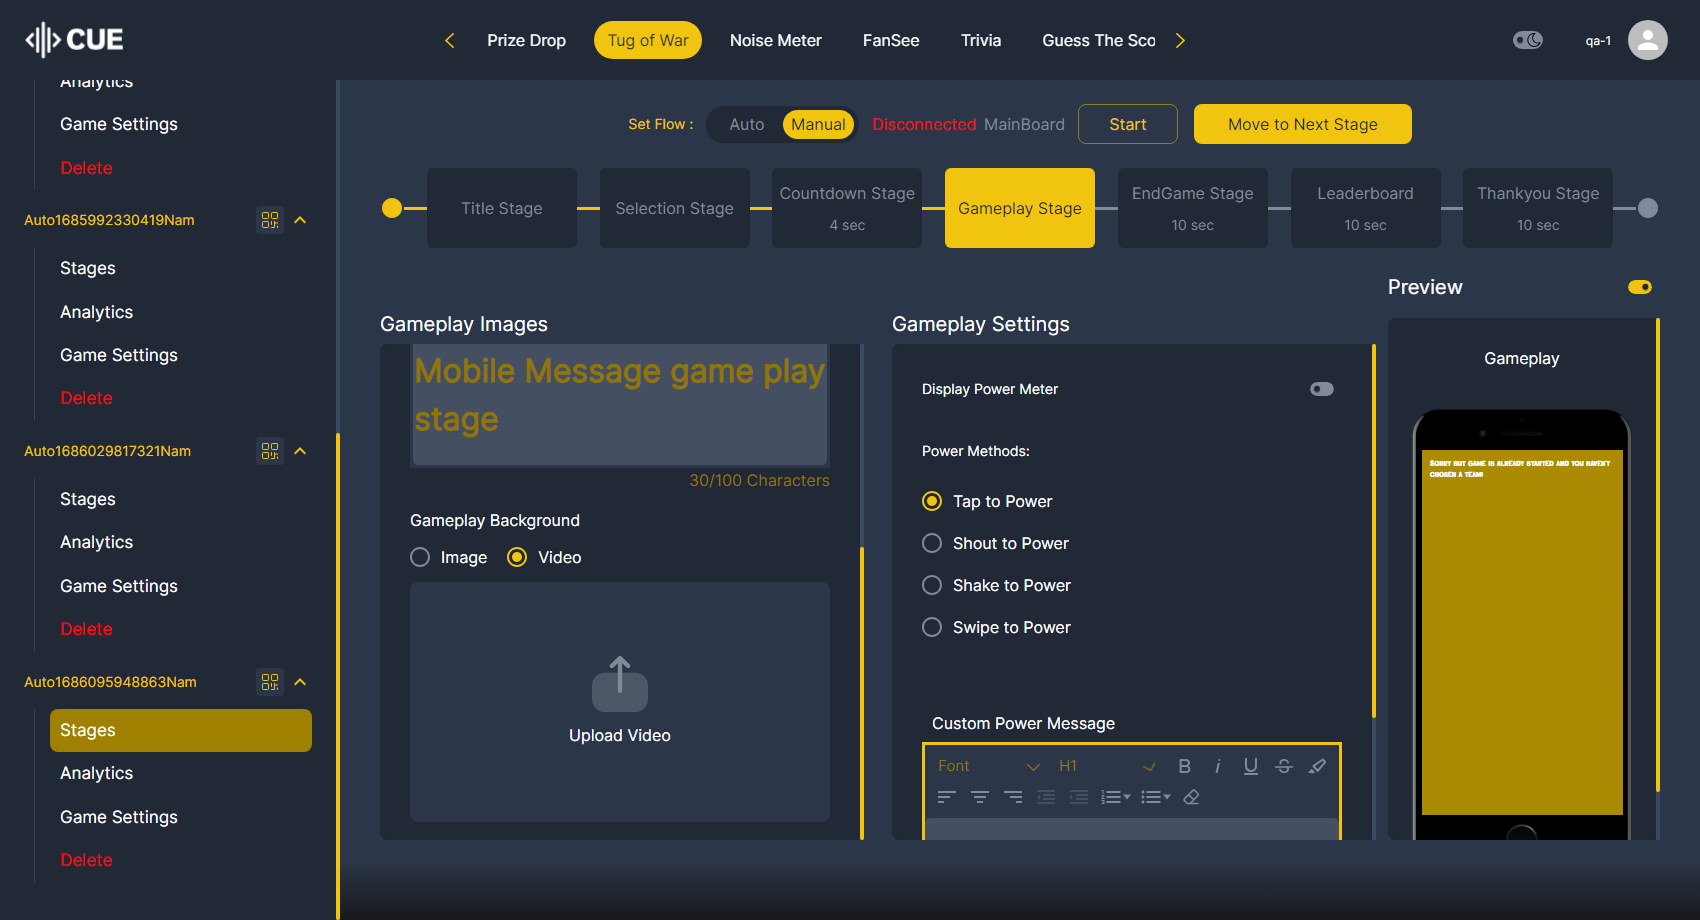 CUE
Prize Drop
Tug of War
Noise Meter
FanSee
Trivia
Guess The Sco
qa-1
Analytics
Game Settings
Delete
Auto1685992330419Nam
Stages
Analytics
Game Settings
Delete
Auto1686029817321Nam
Stages
Analytics
Game Settings
Delete
Auto1686095948863Nam
Stages
Analytics
Game Settings
Delete
Set Flow :
Auto
Manual
Disconnected MainBoard
Start
Move to Next Stage
Title Stage
Selection Stage
Countdown Stage
4 sec
Gameplay Stage
EndGame Stage
10 sec
Leaderboard
10 sec
Thankyou Stage
10 sec
Gameplay Images
Mobile Message game play
stage
30/100 Characters
Gameplay Background
Image
Video
Upload Video
Gameplay Settings
Display Power Meter
Power Methods:
Tap to Power
Shout to Power
Shake to Power
Swipe to Power
Custom Power Message
Font
H1
Preview
Gameplay
Sorry but game is already started and you haven't
chosen a team!